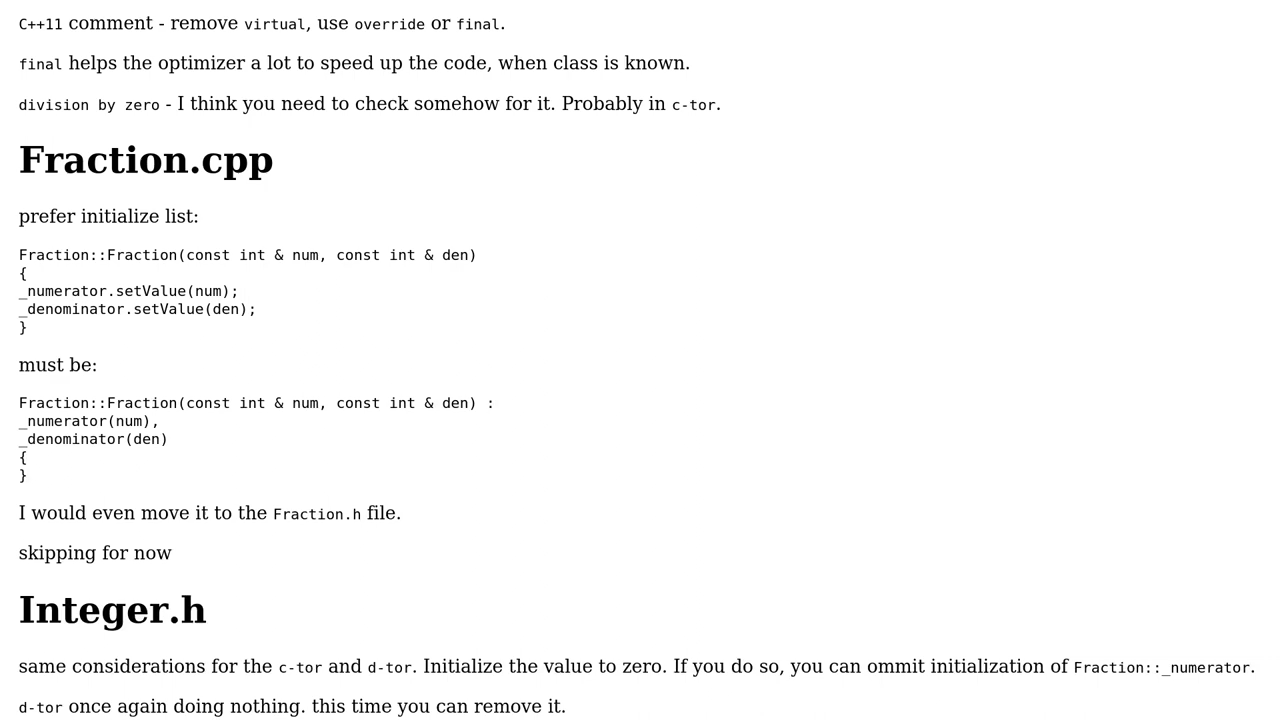 C++11 comment - remove virtual, use override or final.
final helps the optimizer a lot to speed up the code, when class is known.
division by zero - I think you need to check somehow for it. Probably in c-tor.
Fraction.cpp
prefer initialize list:
Fraction::Fraction(const int & num, const int & den)
{
_numerator.setValue(num);
_denominator.setValue(den);
}
must be:
Fraction::Fraction(const int & num, const int & den) :
_numerator(num),
_denominator(den)
{
}
I would even move it to the Fraction.h file.
skipping for now
Integer.h
same considerations for the c-tor and d-tor. Initialize the value to zero. If you do so, you can ommit initialization of Fraction::_numerator.
d-tor once again doing nothing. this time you can remove it.